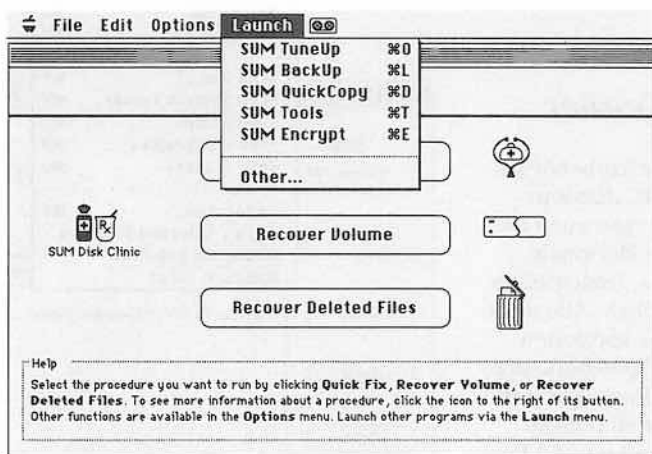 File Edit Options Launch
SUM TuneUp ⌘O
SUM BackUp ⌘L
SUM QuickCopy ⌘D
SUM Tools ⌘T
SUM Encrypt ⌘E
Other...
Recover Volume
SUM Disk Clinic
Recover Deleted Files
Help
Select the procedure you want to run by clicking Quick Fix, Recover Volume, or Recover
Deleted Files. To see more information about a procedure, click the icon to the right of its button.
Other functions are available in the Options menu. Launch other programs via the Launch menu.